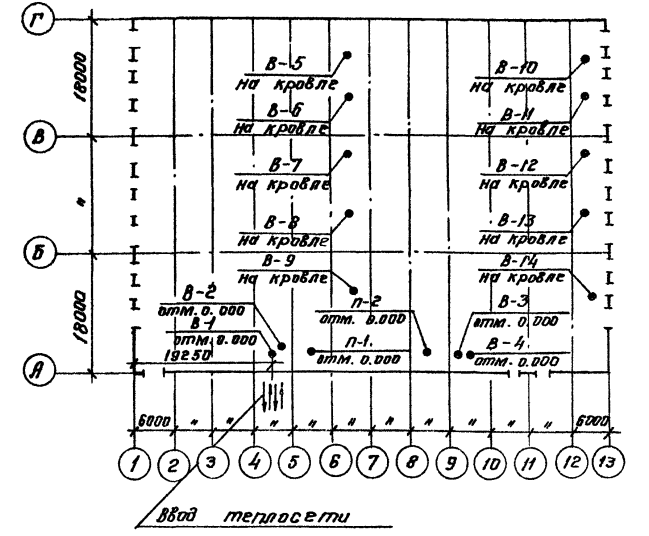 Г
18000
В
"
Б
18000
А
В-5
на кровле
В-6
на кровле
В-7
на кровле
В-8
на кровле
В-9
на кровле
В-10
на кровле
В-11
на кровле
В-12
на кровле
В-13
на кровле
В-14
на кровле
В-2
отм. 0.000
В-1
отм. 0.000
19250
П-2
отм. 0.000
П-1
отм. 0.000
В-3
отм. 0.000
В-4
отм. 0.000
6000 " " " " " " " " " " 6000
1 2 3 4 5 6 7 8 9 10 11 12 13
Ввод теплосети